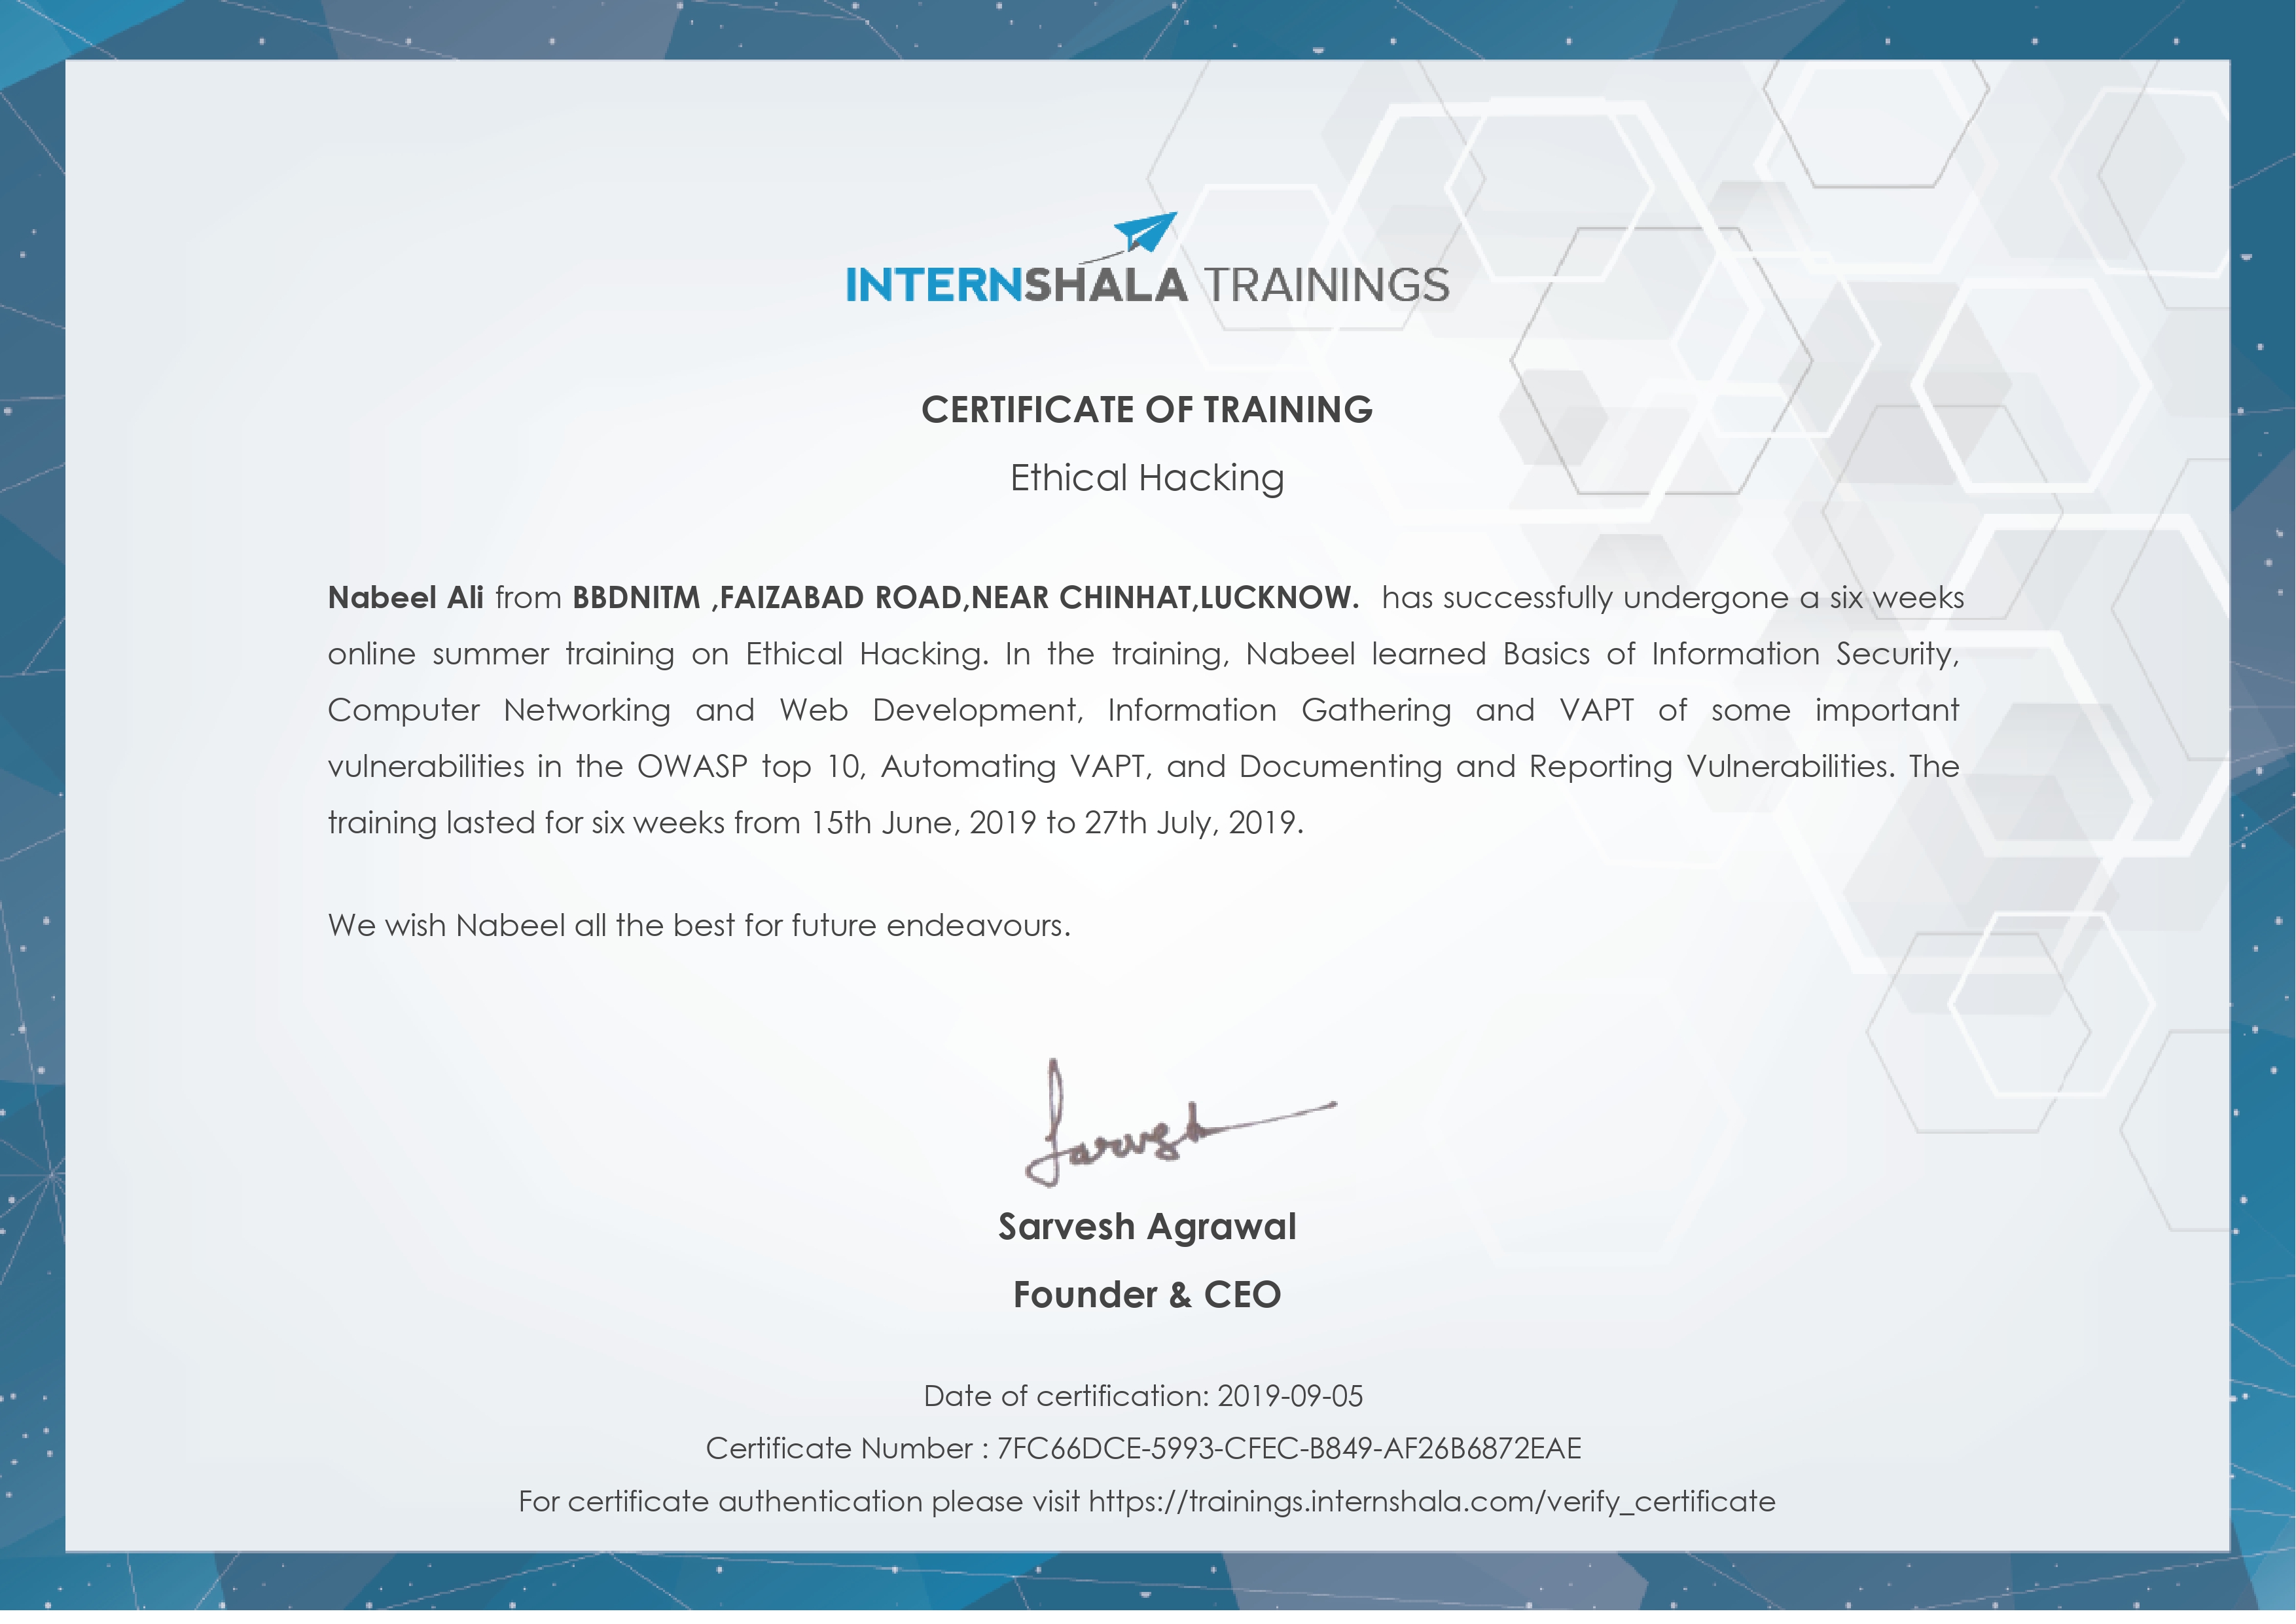 INTERNSHALA TRAININGS
CERTIFICATE OF TRAINING
Ethical Hacking
Nabeel Ali from BBDNITM ,FAIZABAD ROAD,NEAR CHINHAT,LUCKNOW. has successfully undergone a six weeks
online summer training on Ethical Hacking. In the training, Nabeel learned Basics of Information Security,
Computer Networking and Web Development, Information Gathering and VAPT of some important
vulnerabilities in the OWASP top 10, Automating VAPT, and Documenting and Reporting Vulnerabilities. The
training lasted for six weeks from 15th June, 2019 to 27th July, 2019.
We wish Nabeel all the best for future endeavours.
Sarvesh
Sarvesh Agrawal
Founder & CEO
Date of certification: 2019-09-05
Certificate Number : 7FC66DCE-5993-CFEC-B849-AF26B6872EAE
For certificate authentication please visit https://trainings.internshala.com/verify_certificate